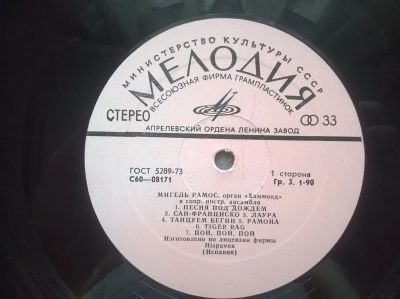 МИНИСТЕРСТВО КУЛЬТУРЫ СССР
МЕЛОДИЯ
ВСЕСОЮЗНАЯ ФИРМА ГРАМПЛАСТИНОК
СТЕРЕО
33
АПРЕЛЕВСКИЙ ОРДЕНА ЛЕНИНА ЗАВОД
ГОСТ 5289-73
С60—08171
1 сторона
Гр. 3. 1-90
МИГЕЛЬ РАМОС, орган «Хаммонд»
в сопр. инстр. ансамбля
1. ПЕСНЯ ПОД ДОЖДЕМ
2. САН-ФРАНЦИСКО 3. ЛАУРА
4. ТАНЦУЕМ БЕГИН 5. РАМОНА
6. TIGER RAG
7. ПОЙ, ПОЙ, ПОЙ
Изготовлено по лицензии фирмы
Hispavox
(Испания)